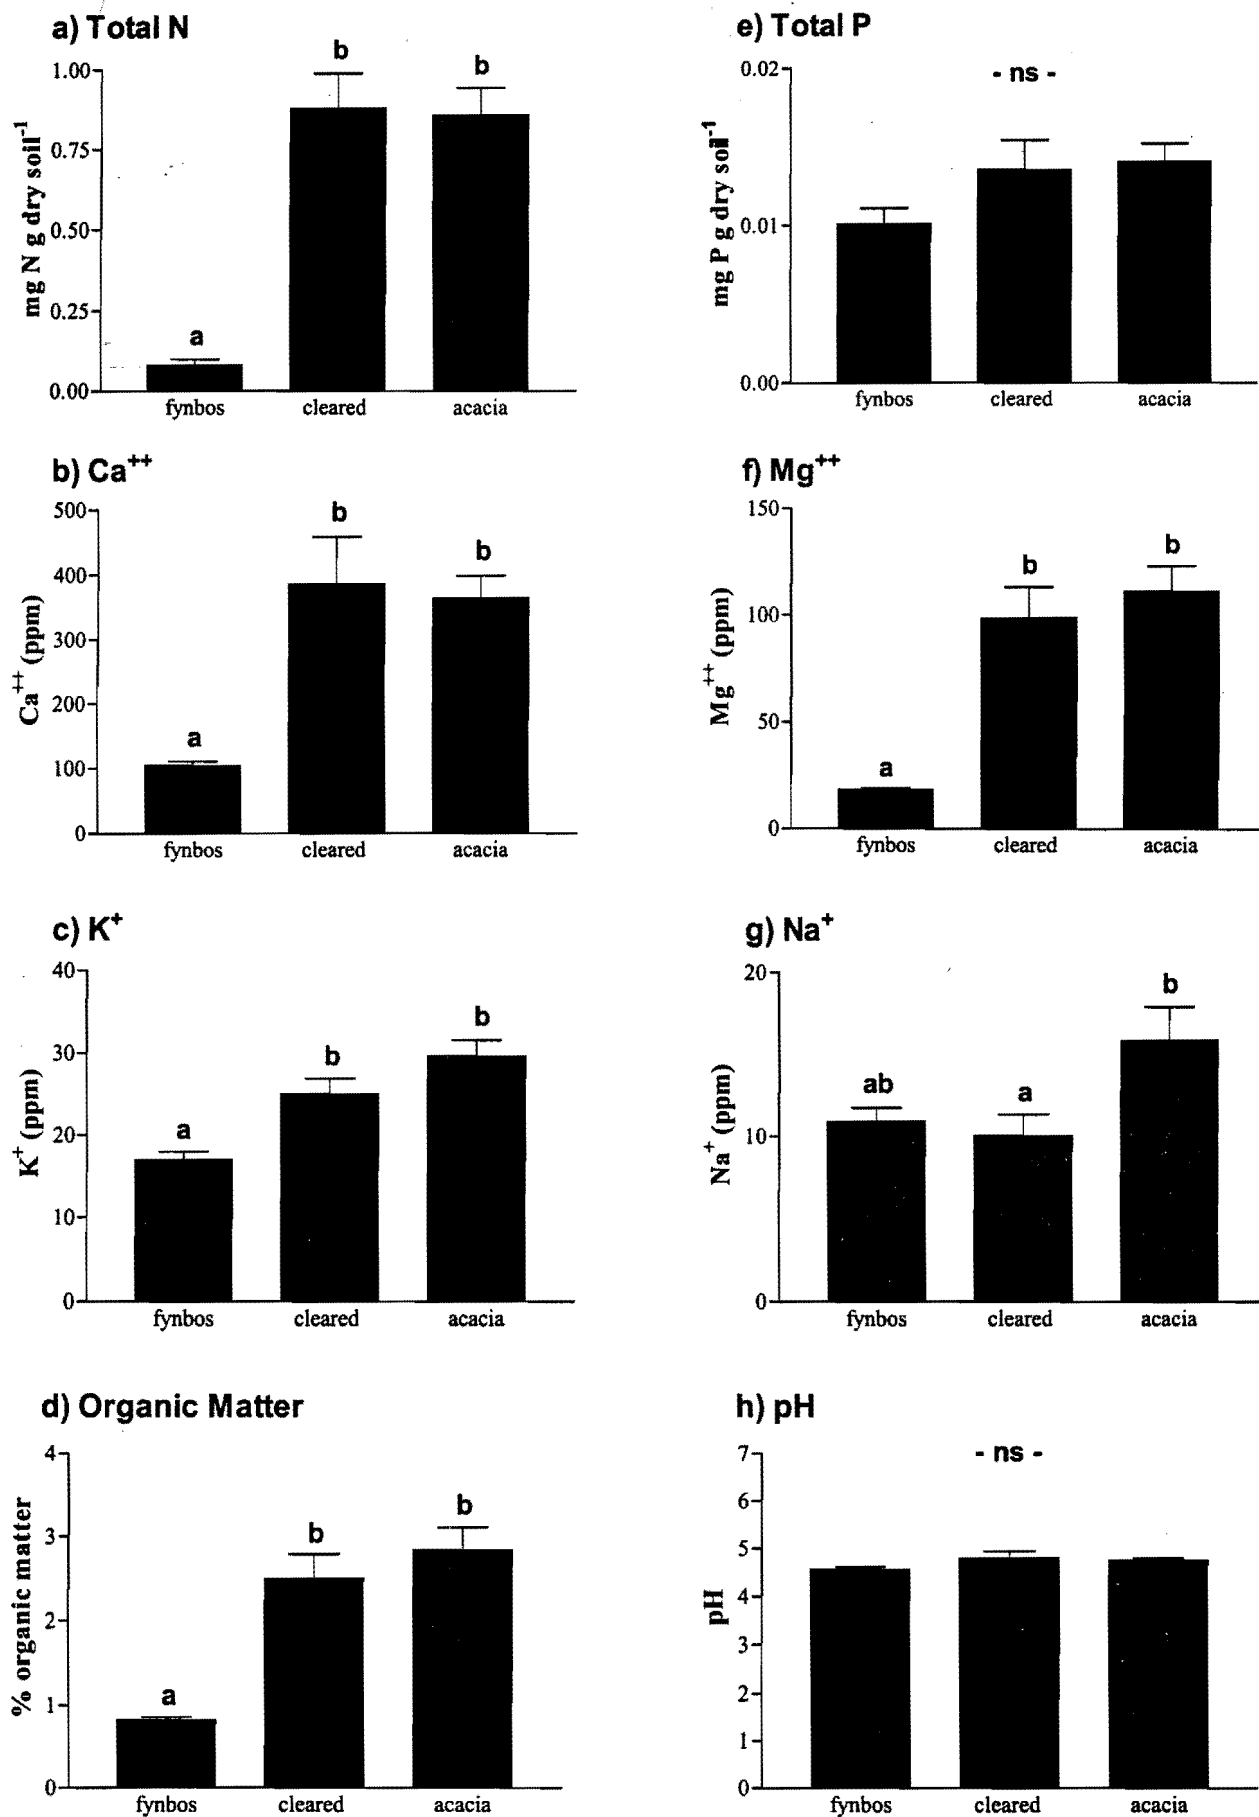 a) Total N
b
b
a
1.00
0.75
0.50
0.25
0.00
mg N g dry soil⁻¹
fynbos cleared acacia
e) Total P
- ns -
0.02
0.01
0.00
mg P g dry soil⁻¹
fynbos cleared acacia
b) Ca⁺⁺
b
b
a
500
400
300
200
100
0
Ca⁺⁺ (ppm)
fynbos cleared acacia
f) Mg⁺⁺
b
b
a
150
100
50
0
Mg⁺⁺ (ppm)
fynbos cleared acacia
c) K⁺
b
b
a
40
30
20
10
0
K⁺ (ppm)
fynbos cleared acacia
g) Na⁺
b
ab
a
20
10
0
Na⁺ (ppm)
fynbos cleared acacia
d) Organic Matter
b
b
a
4
3
2
1
0
% organic matter
fynbos cleared acacia
h) pH
- ns -
7
6
5
4
3
2
1
0
pH
fynbos cleared acacia